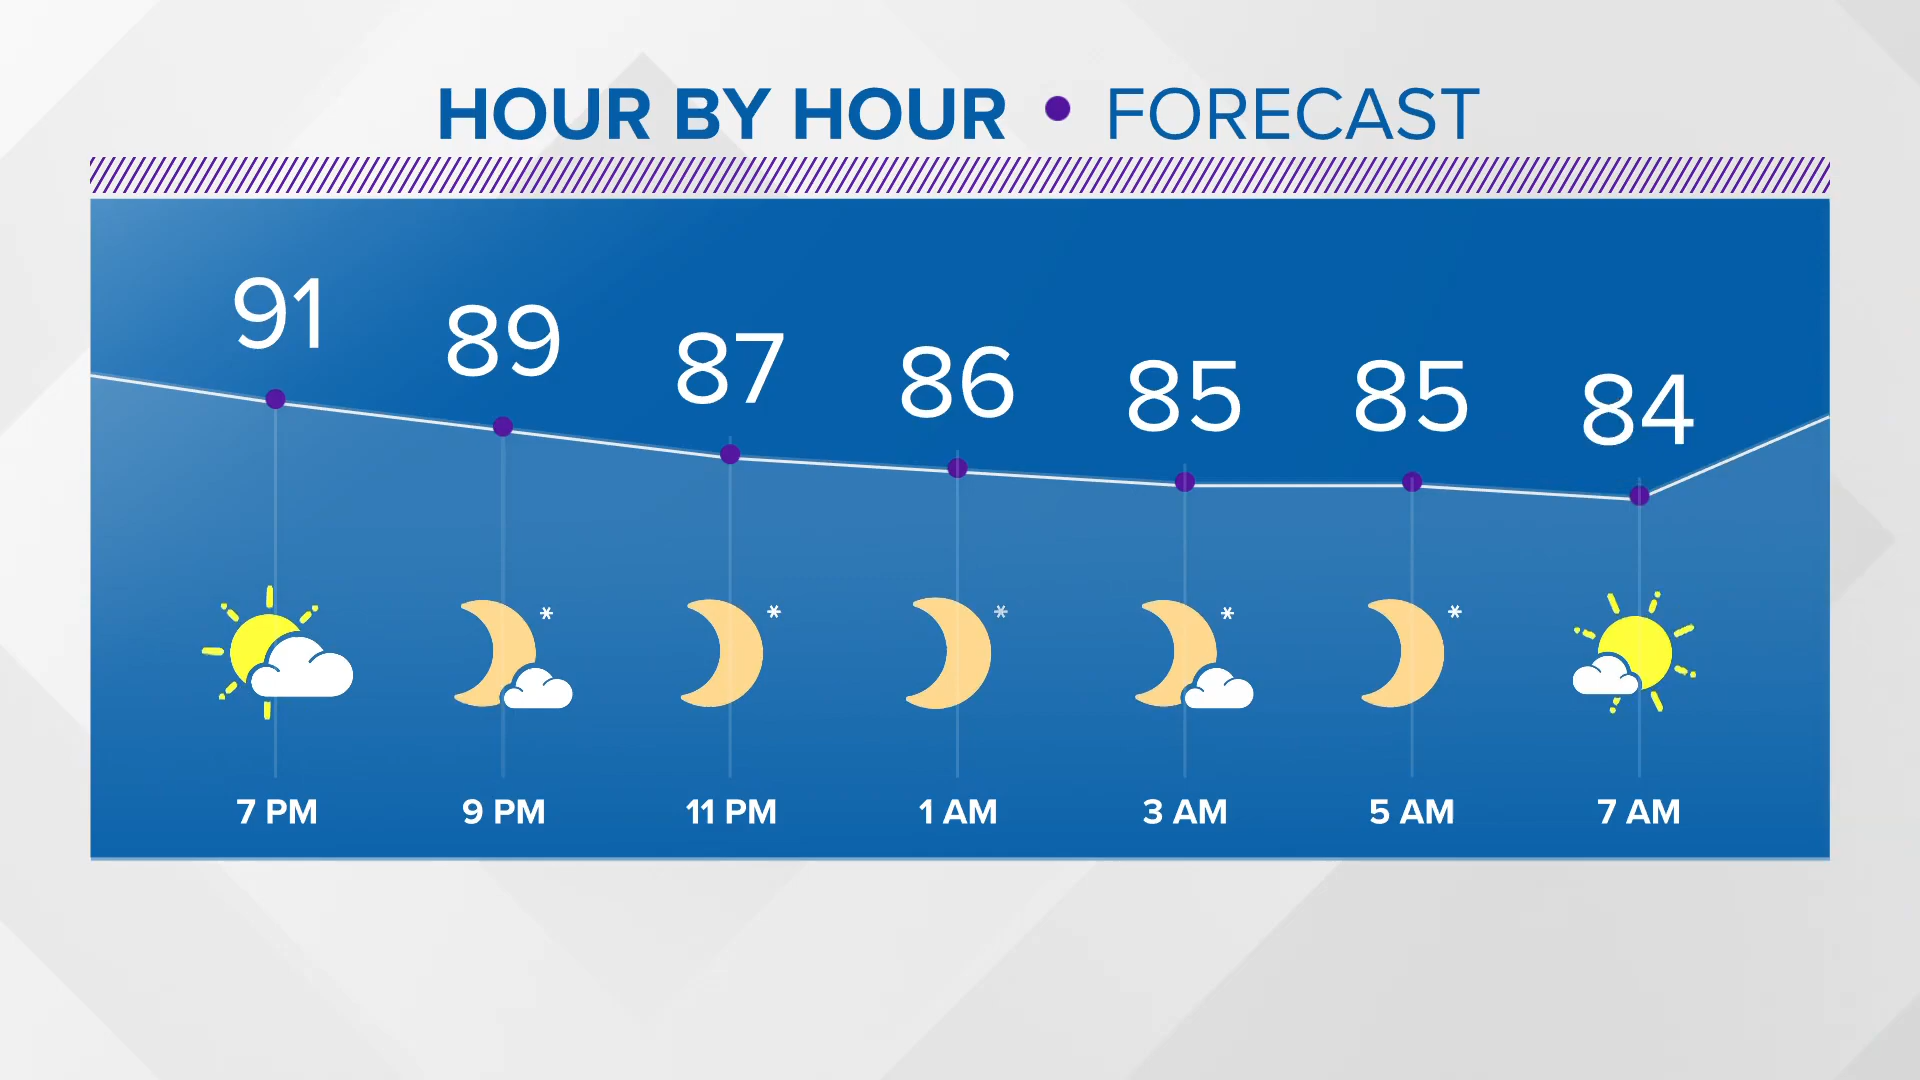 HOUR BY HOUR • FORECAST
91 89 87 86 85 85 84
7 PM 9 PM 11 PM 1 AM 3 AM 5 AM 7 AM